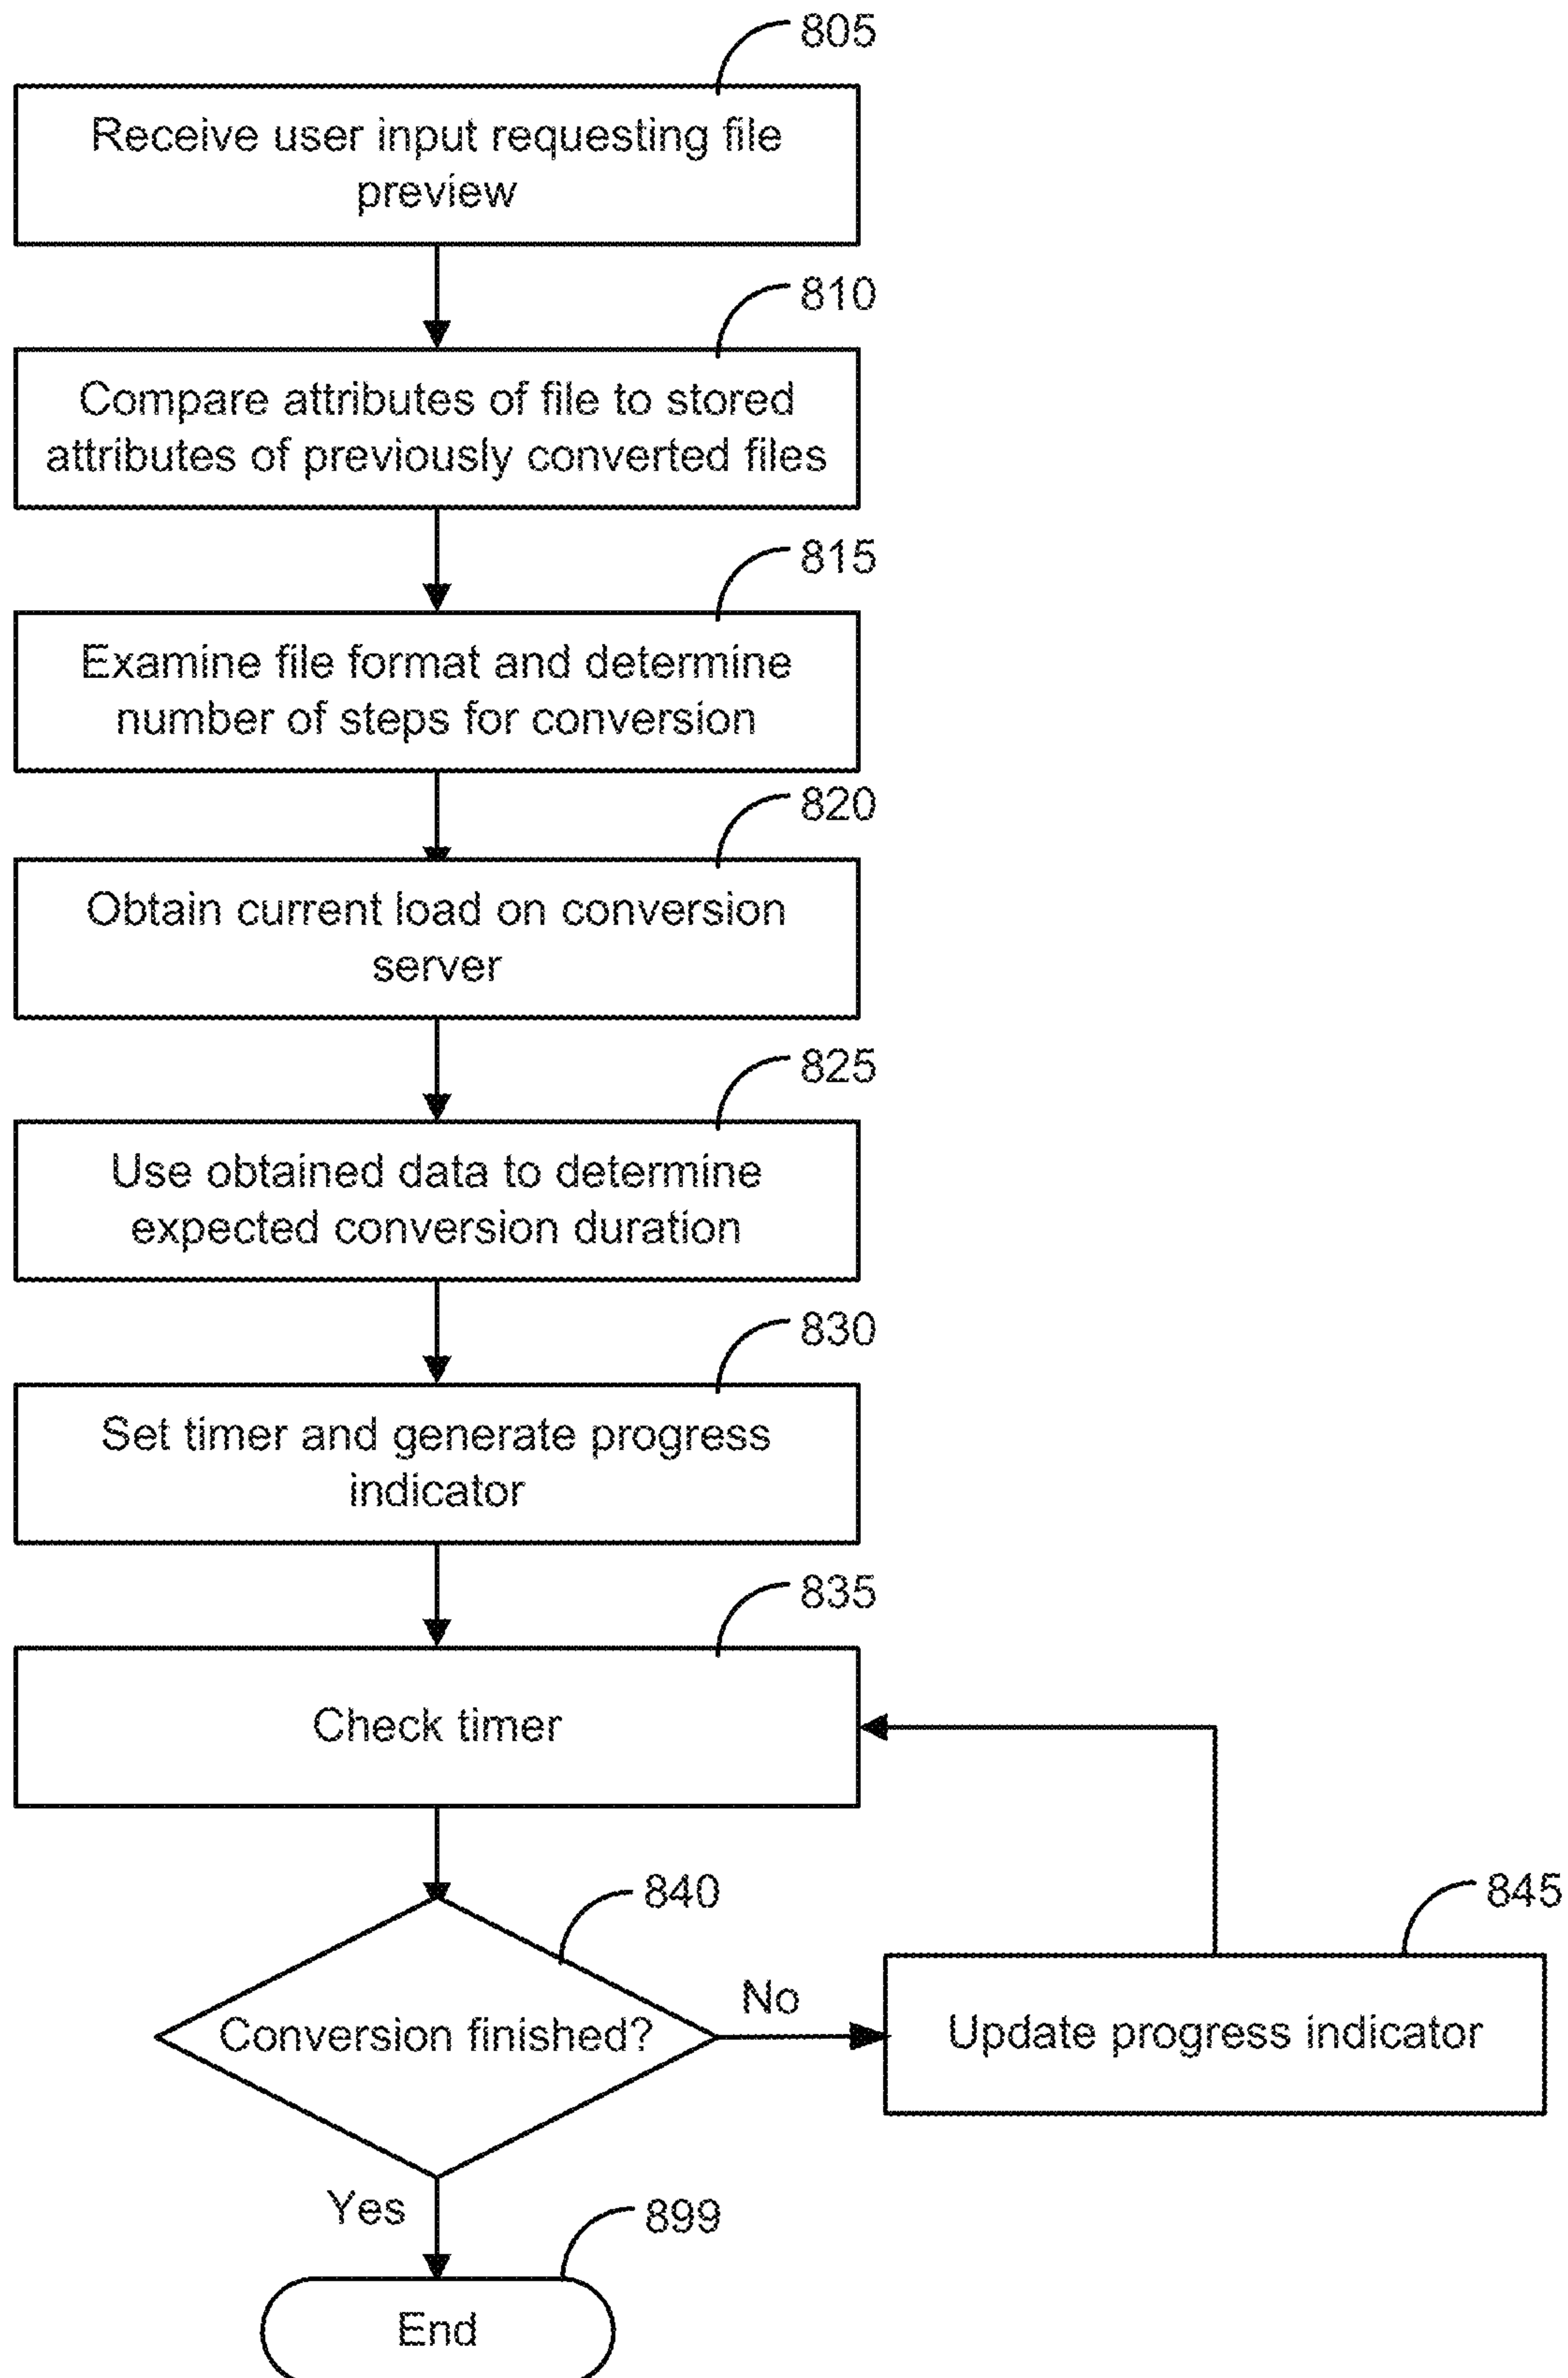 805
Receive user input requesting file
preview
810
Compare attributes of file to stored
attributes of previously converted files
815
Examine file format and determine
number of steps for conversion
820
Obtain current load on conversion
server
825
Use obtained data to determine
expected conversion duration
830
Set timer and generate progress
indicator
835
Check timer
840
Conversion finished?
No
845
Update progress indicator
Yes
899
End